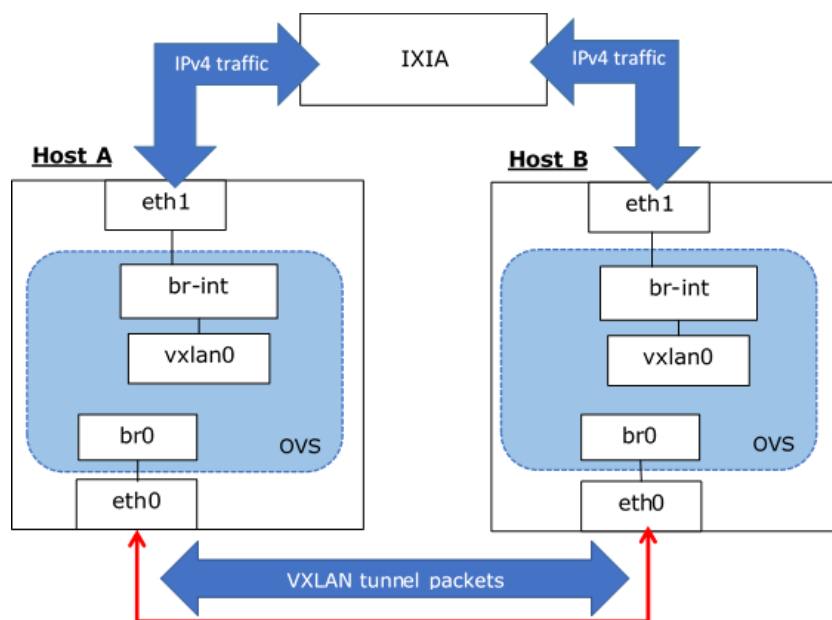 IXIA
IPv4 traffic
IPv4 traffic
Host A
Host B
eth1
eth1
br-int
br-int
vxlan0
vxlan0
br0
OVS
br0
OVS
eth0
eth0
VXLAN tunnel packets